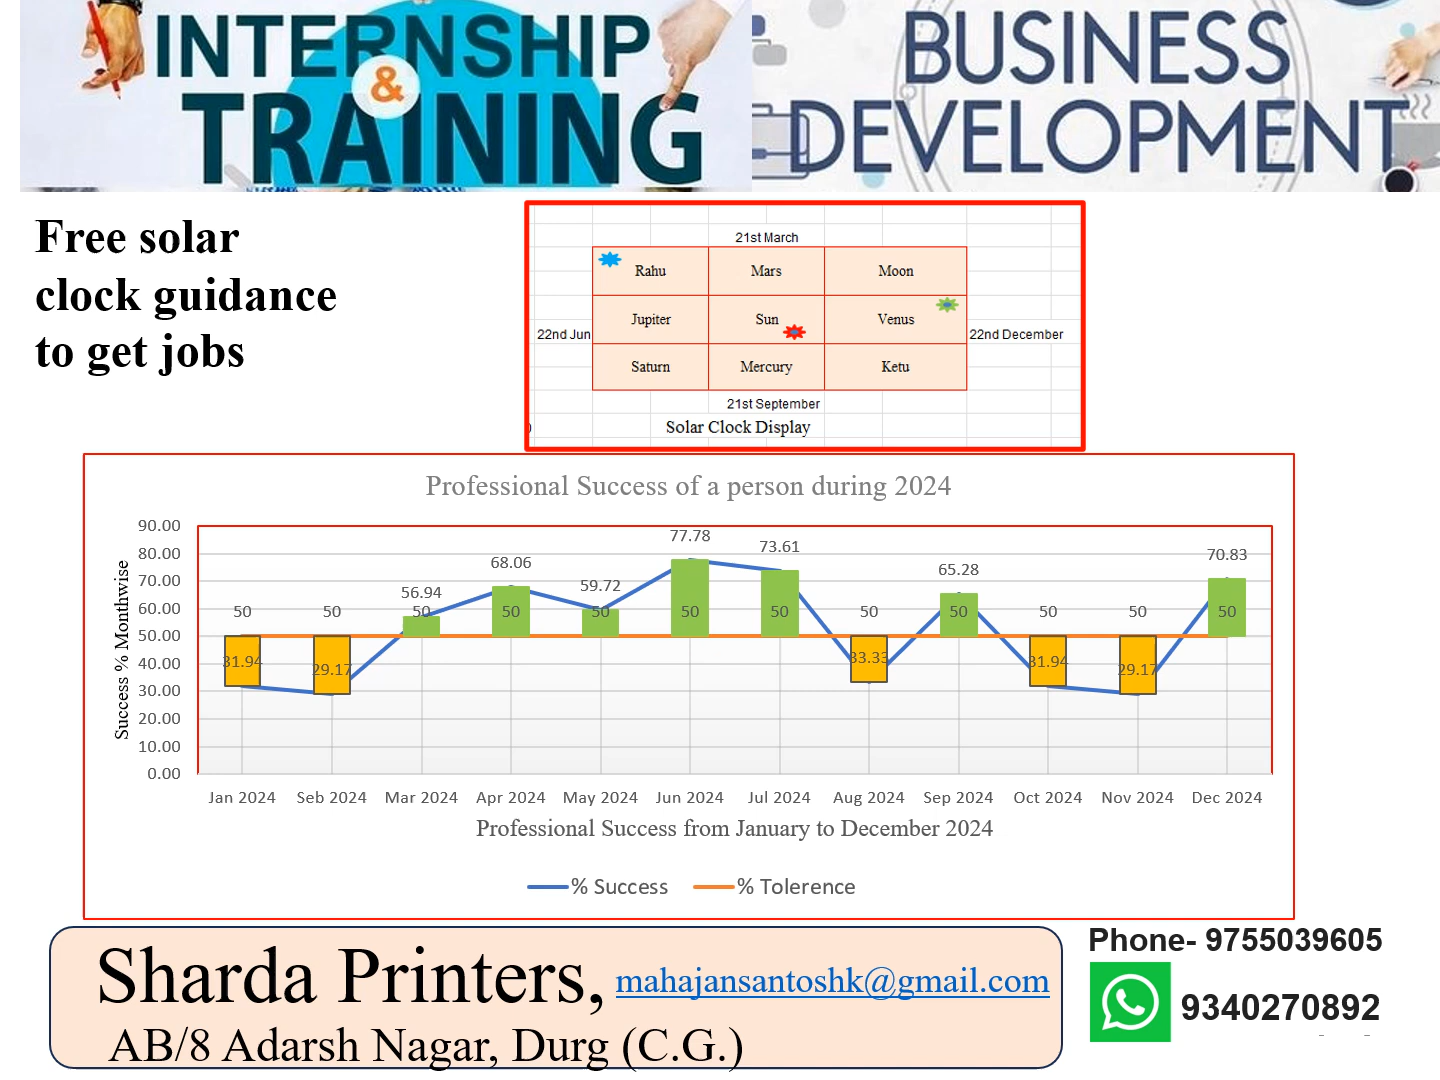 INTERNSHIP
&
TRAINING
BUSINESS
DEVELOPMENT
Free solar
clock guidance
to get jobs
21st March
Rahu Mars Moon
Jupiter Sun Venus
22nd Jun 22nd December
Saturn Mercury Ketu
21st September
Solar Clock Display
Professional Success of a person during 2024
Success % Monthwise
90.00
80.00
70.00
60.00
50.00
40.00
30.00
20.00
10.00
0.00
77.78
73.61
70.83
68.06
65.28
59.72
56.94
50 50 50 50 50 50 50 50 50 50 50 50
31.94 29.17 33.33 31.94 29.17
Jan 2024 Seb 2024 Mar 2024 Apr 2024 May 2024 Jun 2024 Jul 2024 Aug 2024 Sep 2024 Oct 2024 Nov 2024 Dec 2024
Professional Success from January to December 2024
% Success % Tolerence
Sharda Printers, mahajansantoshk@gmail.com
AB/8 Adarsh Nagar, Durg (C.G.)
Phone- 9755039605
9340270892